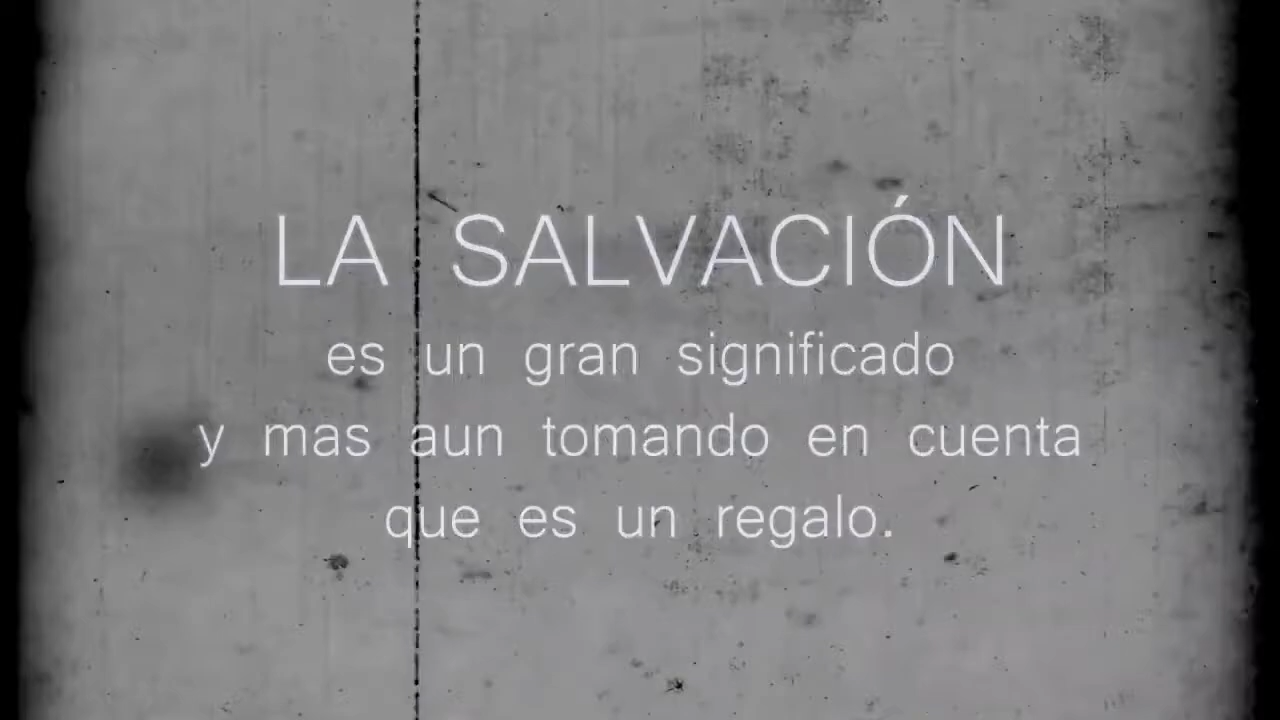 LA SALVACIÓN
es un gran significado
y mas aun tomando en cuenta
que es un regalo.